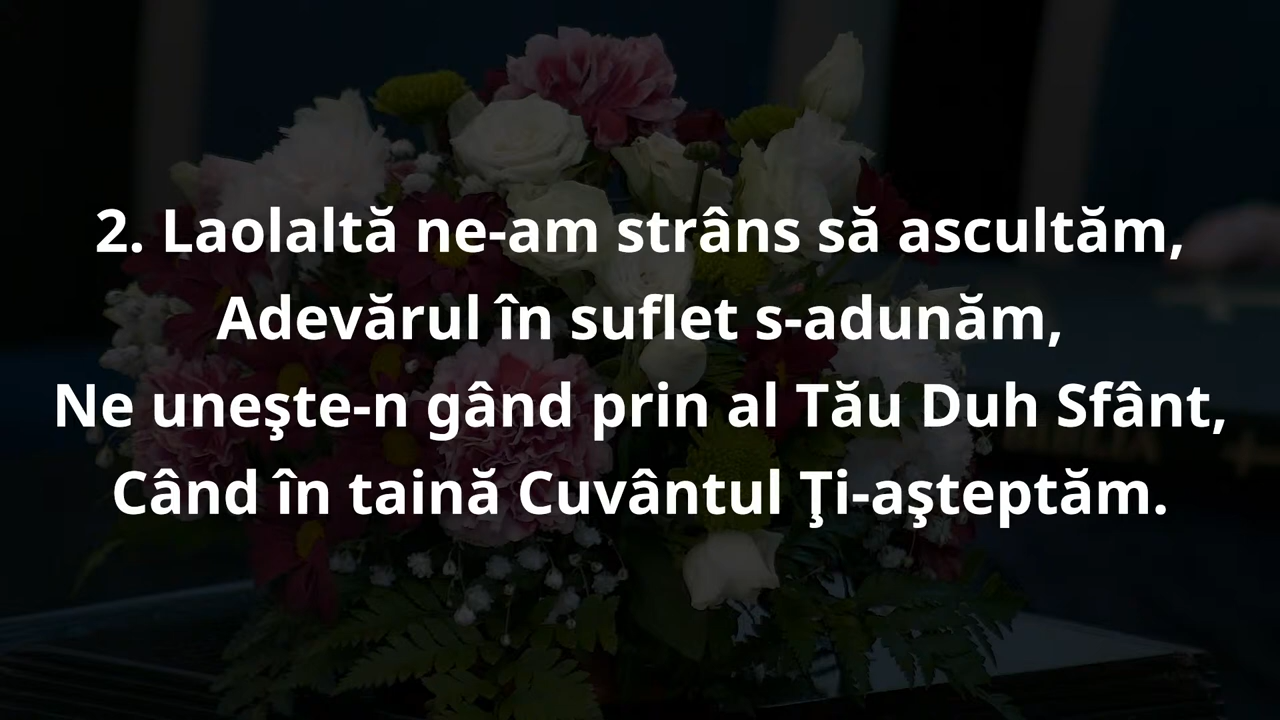 2. Laolaltă ne-am strâns să ascultăm,
Adevărul în suflet s-adunăm,
Ne uneşte-n gând prin al Tău Duh Sfânt,
Când în taină Cuvântul Ţi-aşteptăm.